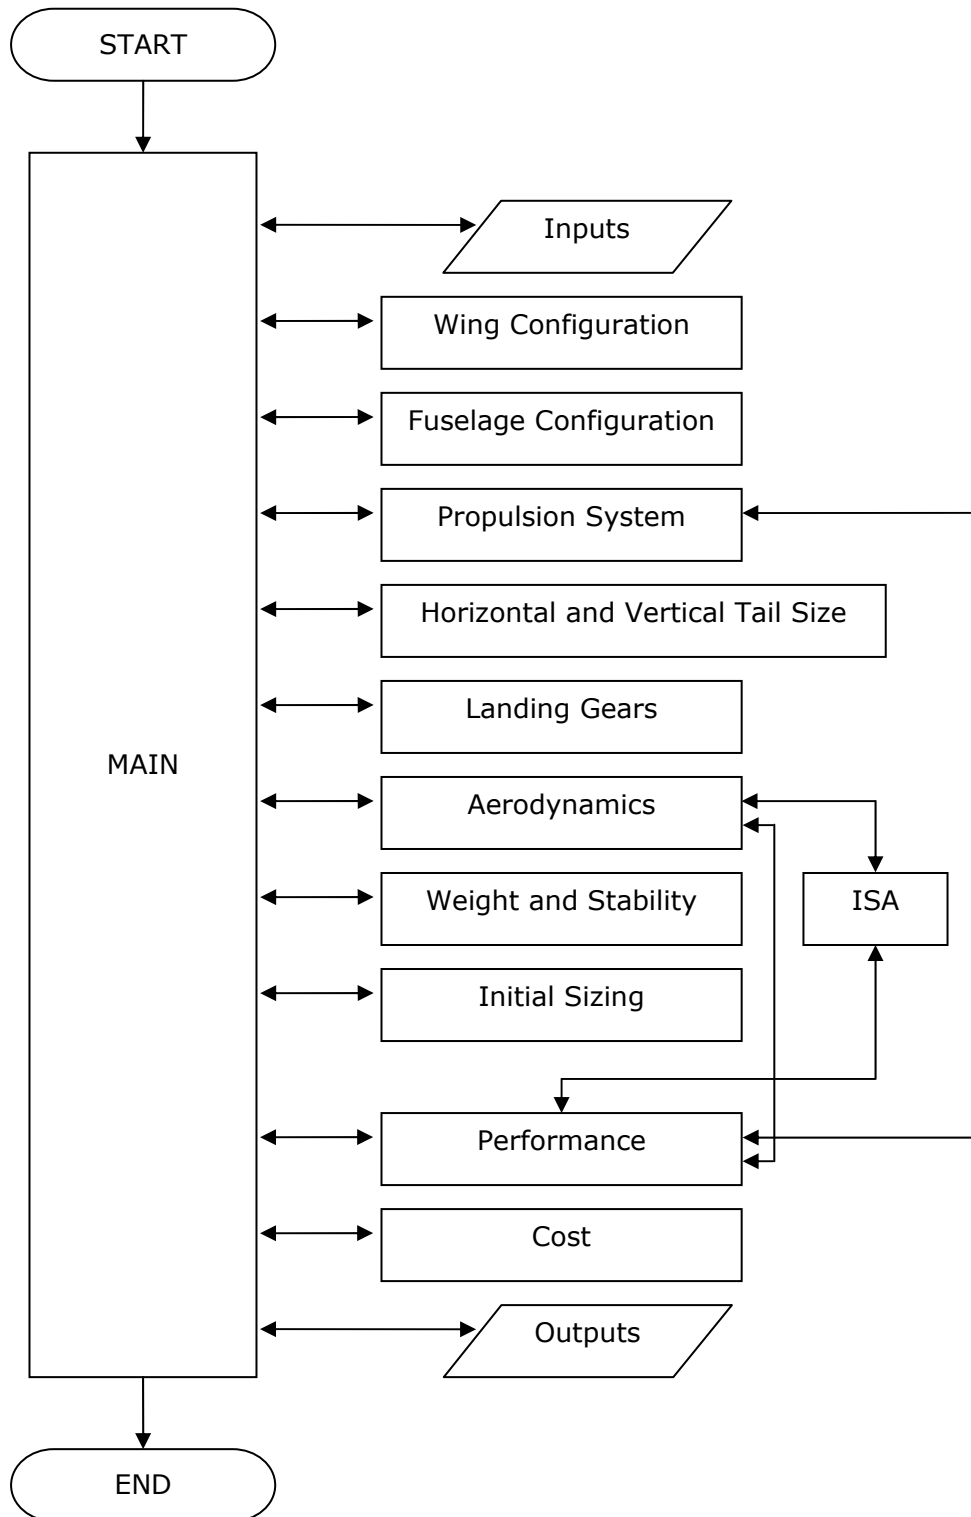 START
Inputs
Wing Configuration
Fuselage Configuration
Propulsion System
Horizontal and Vertical Tail Size
Landing Gears
MAIN
Aerodynamics
Weight and Stability
ISA
Initial Sizing
Performance
Cost
Outputs
END